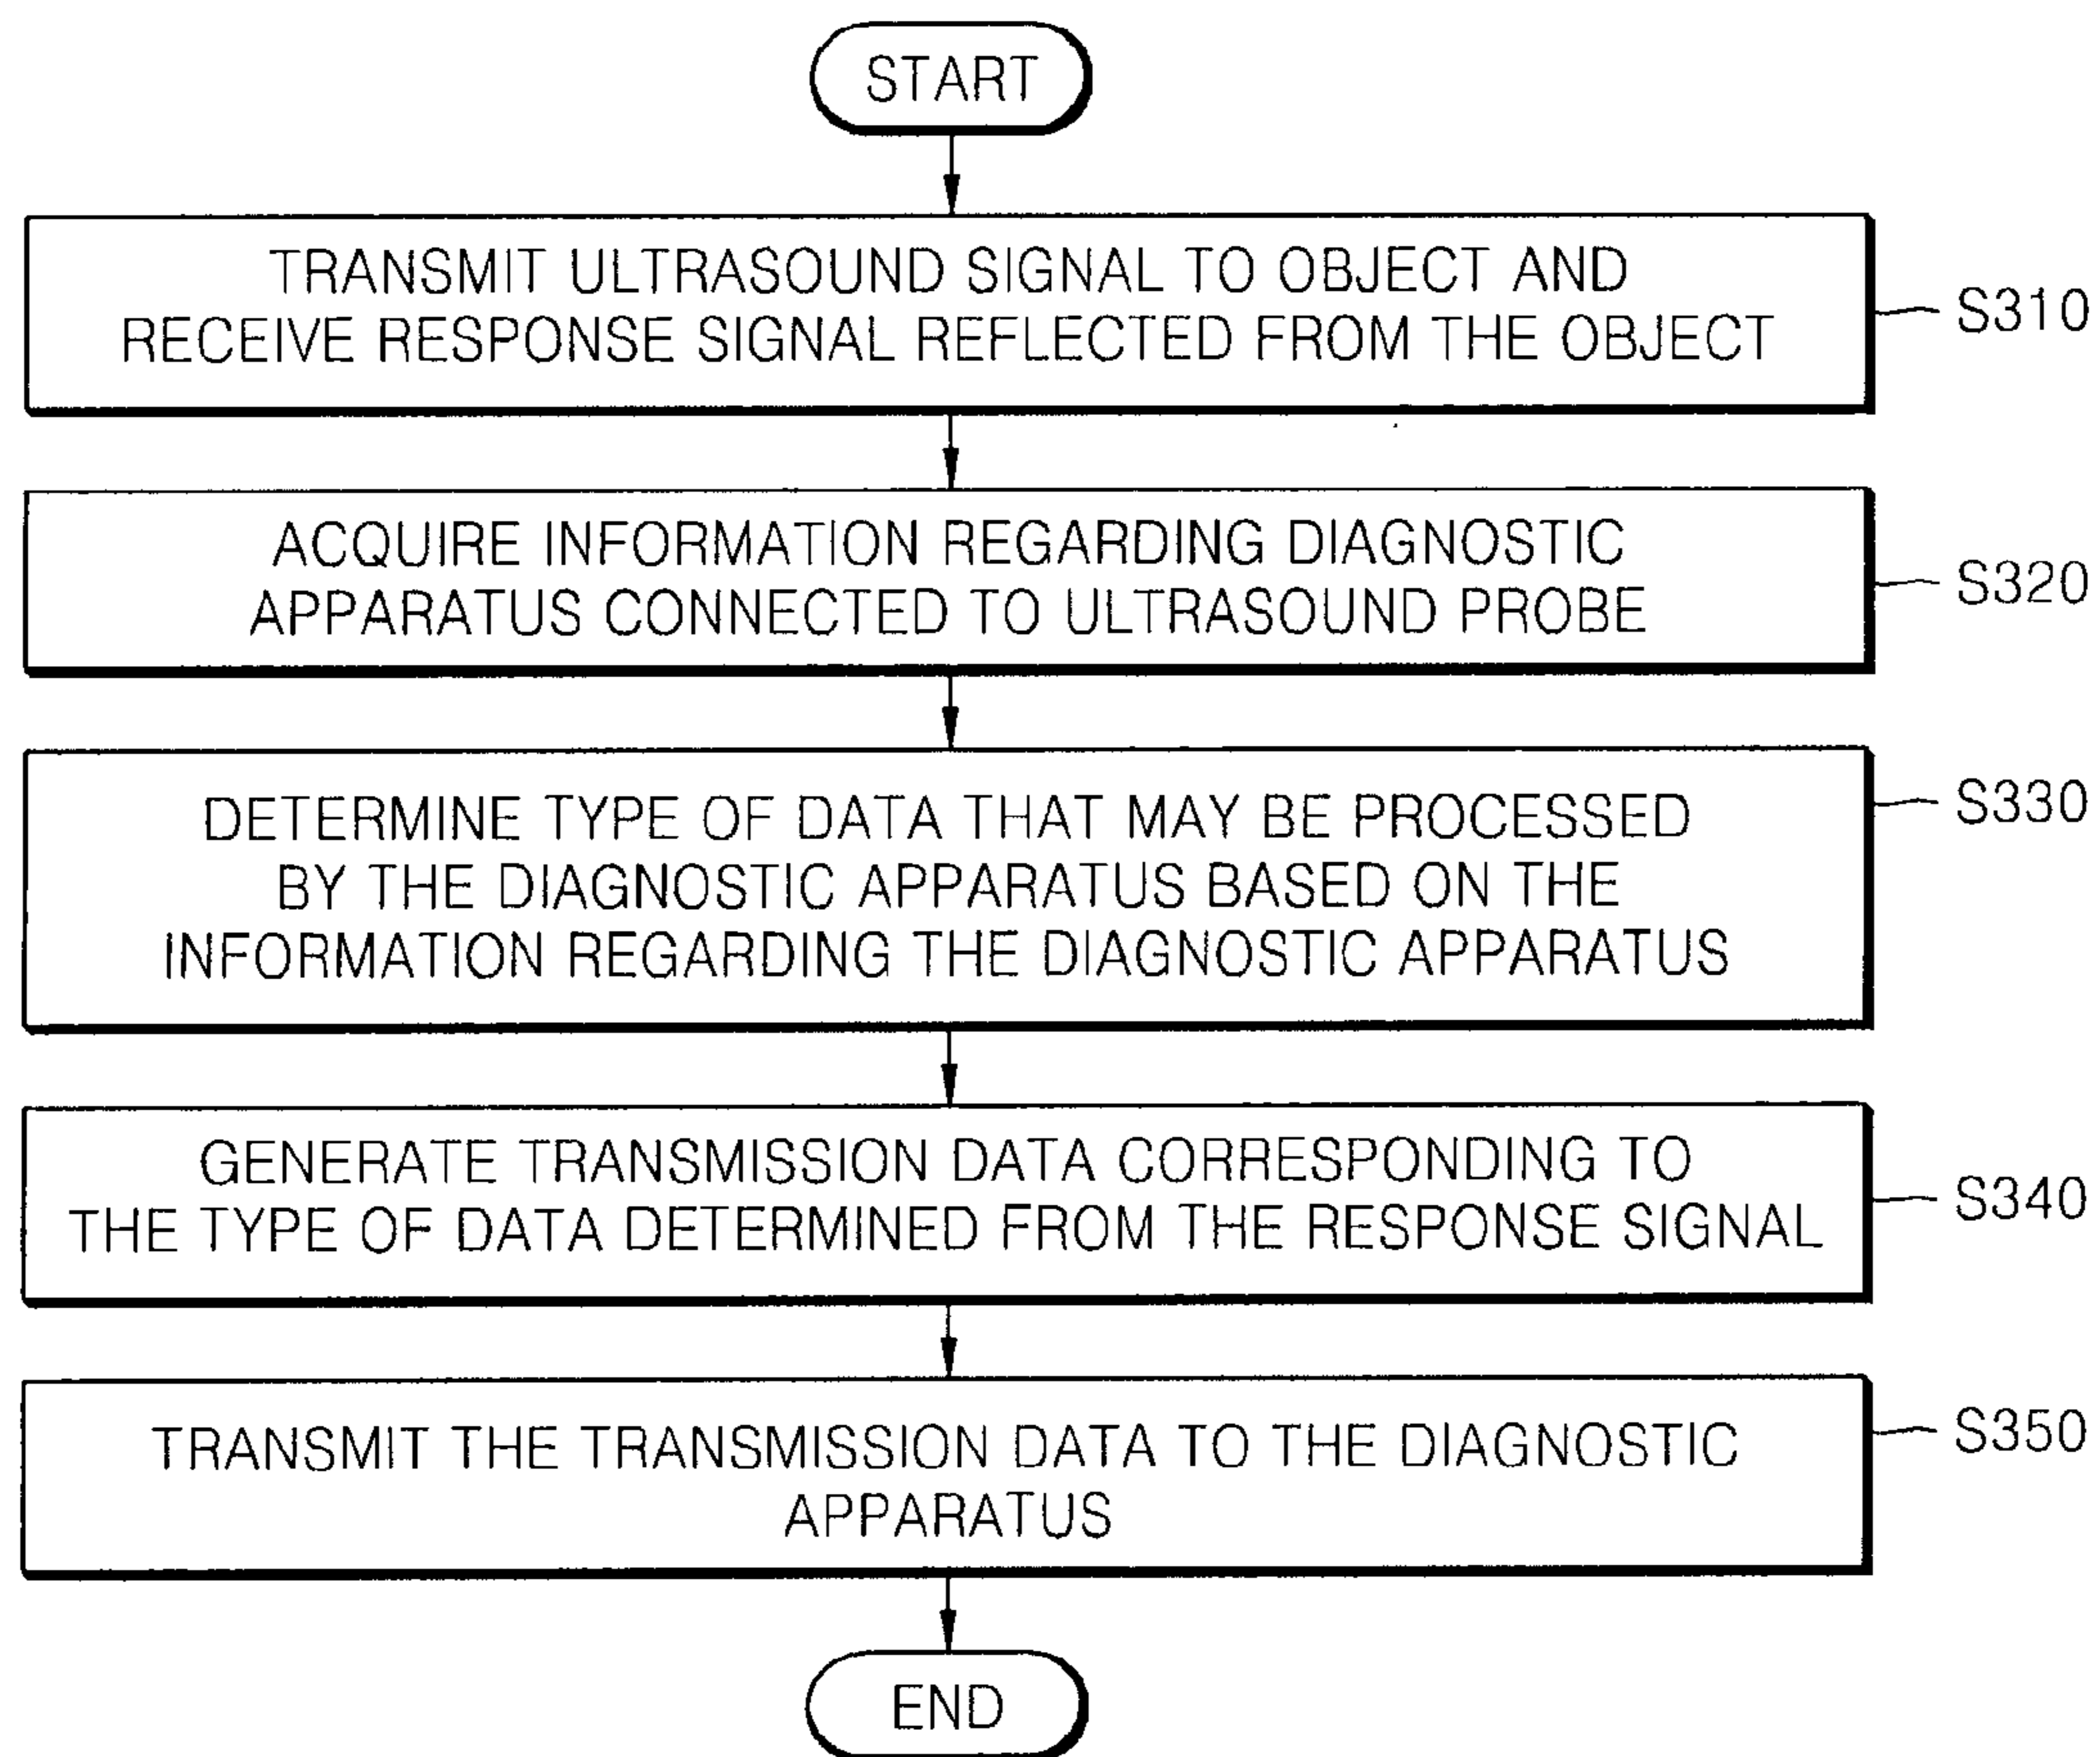 START
TRANSMIT ULTRASOUND SIGNAL TO OBJECT AND
RECEIVE RESPONSE SIGNAL REFLECTED FROM THE OBJECT
S310
ACQUIRE INFORMATION REGARDING DIAGNOSTIC
APPARATUS CONNECTED TO ULTRASOUND PROBE
S320
DETERMINE TYPE OF DATA THAT MAY BE PROCESSED
BY THE DIAGNOSTIC APPARATUS BASED ON THE
INFORMATION REGARDING THE DIAGNOSTIC APPARATUS
S330
GENERATE TRANSMISSION DATA CORRESPONDING TO
THE TYPE OF DATA DETERMINED FROM THE RESPONSE SIGNAL
S340
TRANSMIT THE TRANSMISSION DATA TO THE DIAGNOSTIC
APPARATUS
S350
END